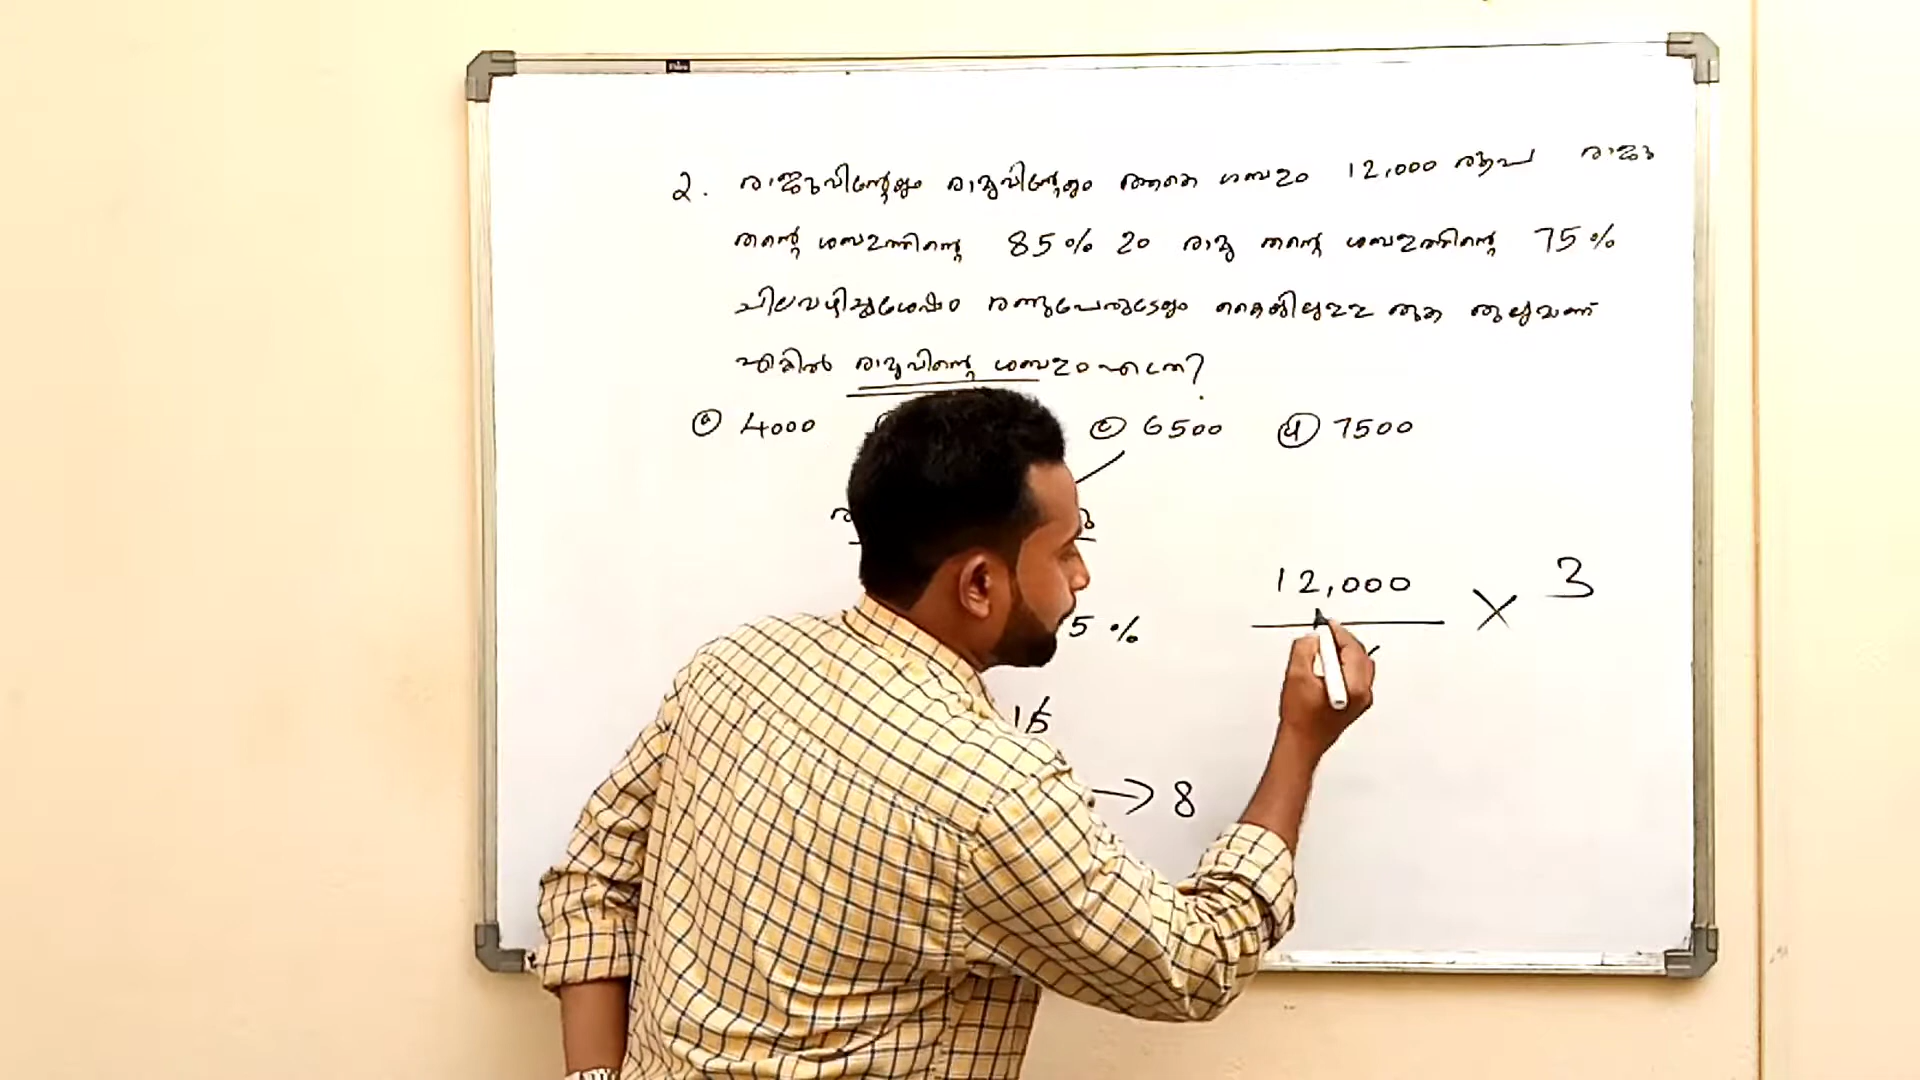 2. രാജുവിന്റേയും രാമുവിന്റേയും ആകെ ശമ്പളം 12,000 രൂപ രാജു
തന്റെ ശമ്പളത്തിന്റെ 85% ഉം രാമു തന്റെ ശമ്പളത്തിന്റെ 75%
ചിലവഴിച്ചശേഷം രണ്ടുപേരുടേയും കൈയ്യിലുള്ള തുക തുല്യമാണ്
എങ്കിൽ രാമുവിന്റെ ശമ്പളം എത്ര?
a 4000 c 6500 d 7500
12,000 × 3
5%
15
→ 8